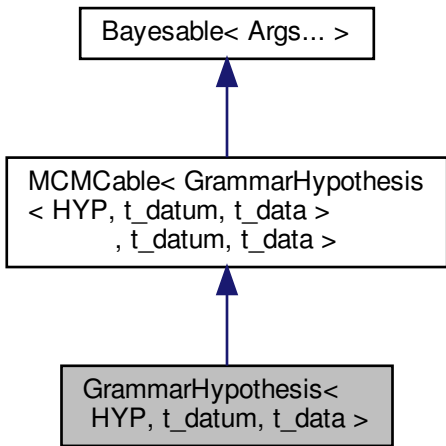 Bayesable< Args... >
MCMCable< GrammarHypothesis
< HYP, t_datum, t_data >
, t_datum, t_data >
GrammarHypothesis<
HYP, t_datum, t_data >